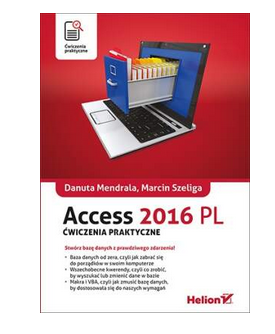 Ćwiczenia
praktyczne
Danuta Mendrala, Marcin Szeliga
Access 2016 PL
ĆWICZENIA PRAKTYCZNE
Stwórz bazę danych z prawdziwego zdarzenia!
• Baza danych od zera, czyli jak zabrać się
do porządków w swoim komputerze
• Wszechobecne kwerendy, czyli co zrobić,
by wyszukać lub zmienić dane w bazie
• Makra i VBA, czyli jak zmusić bazę danych,
by dostosowała się do naszych wymagań
Helion